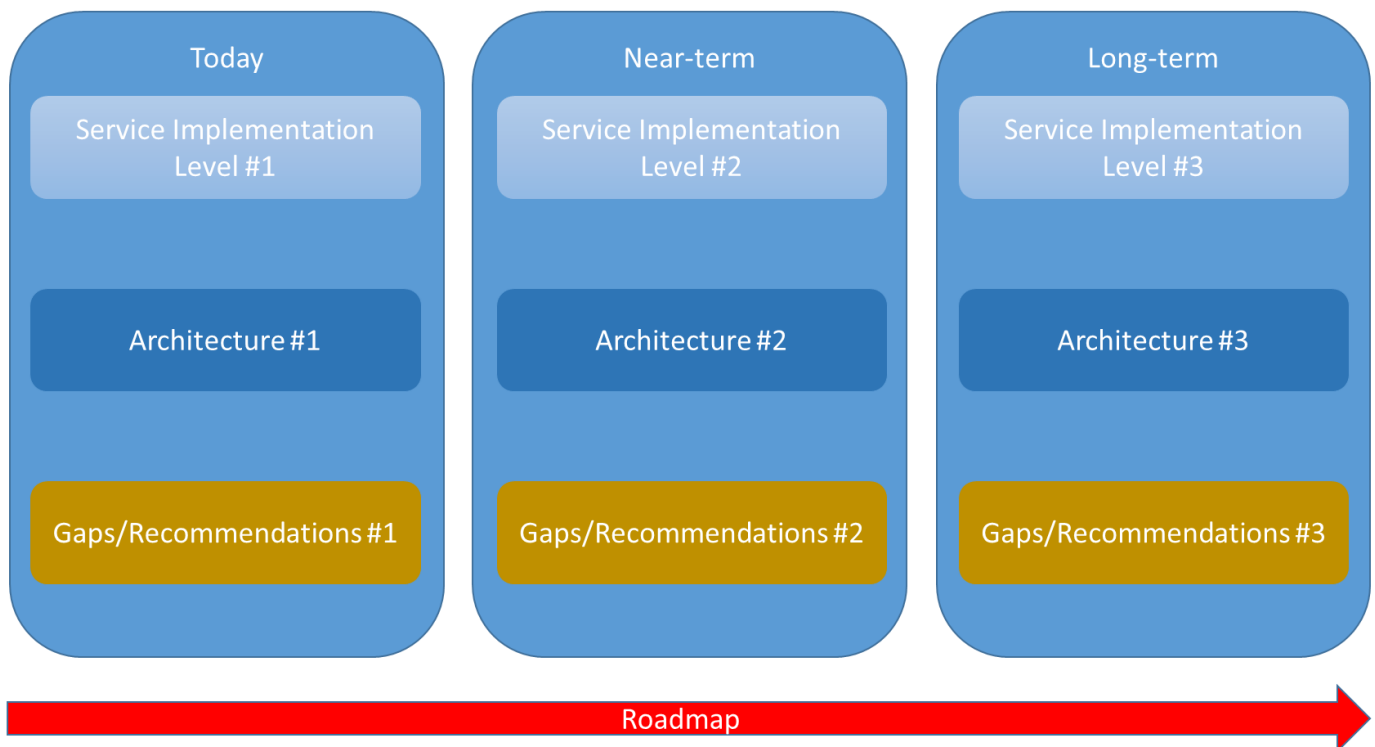 Today
Service Implementation
Level #1
Architecture #1
Gaps/Recommendations #1
Near-term
Service Implementation
Level #2
Architecture #2
Gaps/Recommendations #2
Long-term
Service Implementation
Level #3
Architecture #3
Gaps/Recommendations #3
Roadmap